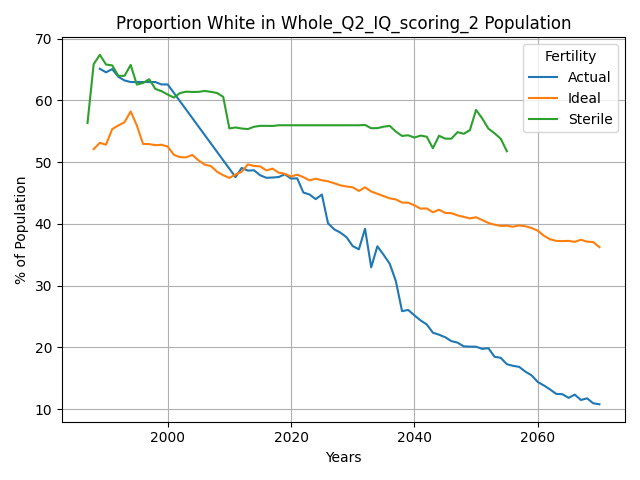 Proportion White in Whole_Q2_IQ_scoring_2 Population
70
60
50
40
30
20
10
% of Population
Fertility
Actual
Ideal
Sterile
2000
2020
2040
2060
Years